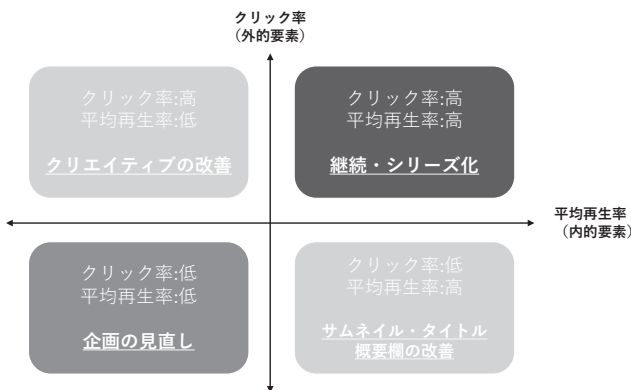 クリック率
（外的要素）
クリック率:高
平均再生率:低
クリエイティブの改善
クリック率:高
平均再生率:高
継続・シリーズ化
平均再生率
（内的要素）
クリック率:低
平均再生率:低
企画の見直し
クリック率:低
平均再生率:高
サムネイル・タイトル
概要欄の改善